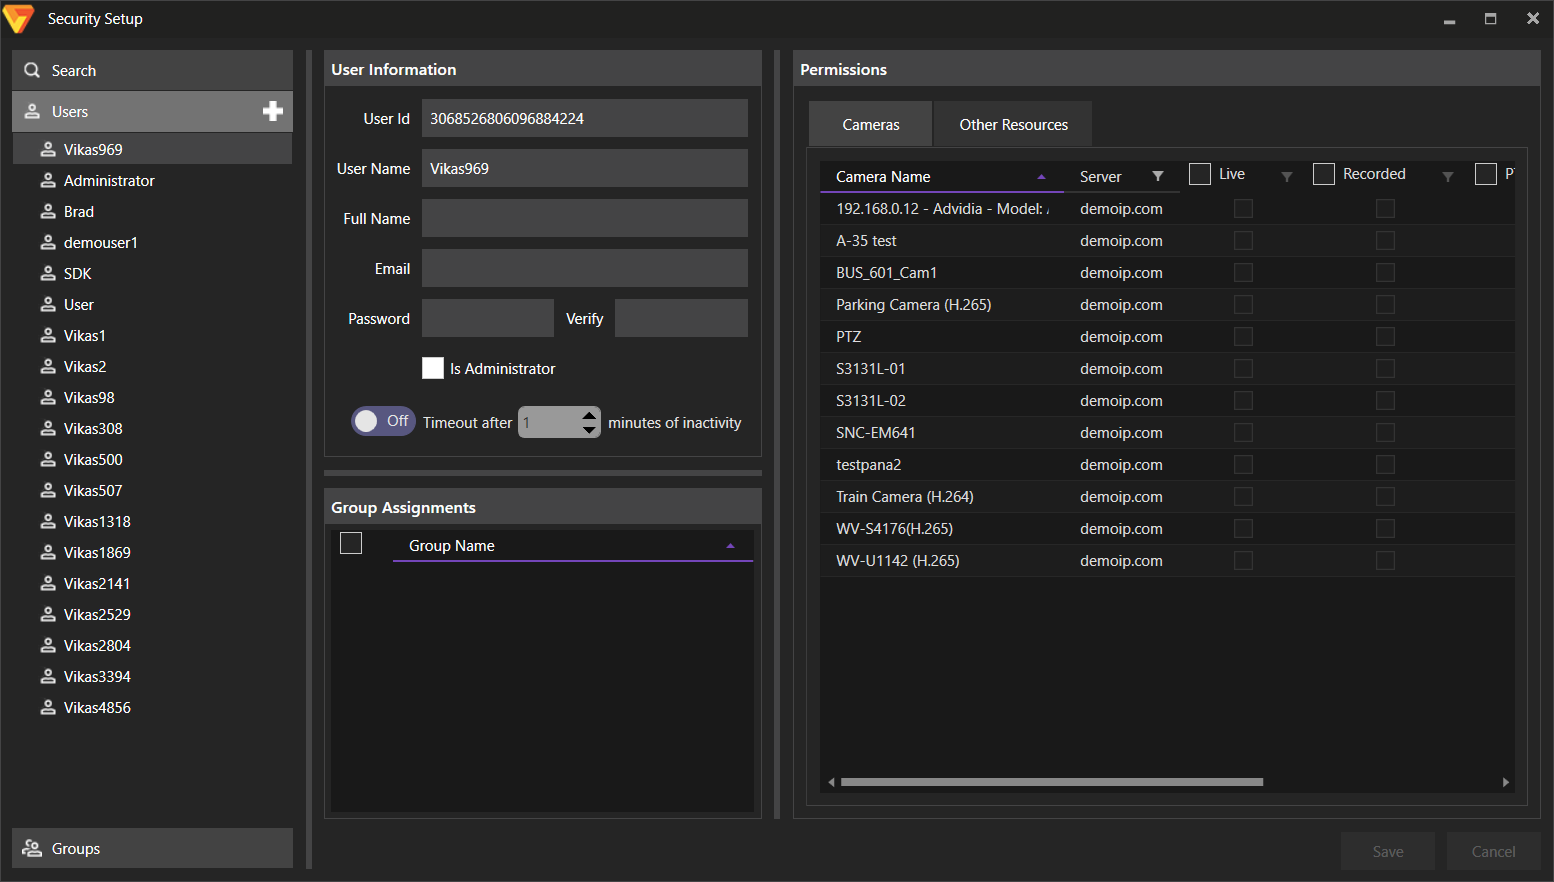 Security Setup
Search
Users
Vikas969
Administrator
Brad
demouser1
SDK
User
Vikas1
Vikas2
Vikas98
Vikas308
Vikas500
Vikas507
Vikas1318
Vikas1869
Vikas2141
Vikas2529
Vikas2804
Vikas3394
Vikas4856
Groups
User Information
User Id 3068526806096884224
User Name Vikas969
Full Name
Email
Password Verify
Is Administrator
Off Timeout after 1 minutes of inactivity
Group Assignments
Group Name
Permissions
Cameras Other Resources
Camera Name Server Live Recorded
192.168.0.12 - Advidia - Model: demoip.com
A-35 test demoip.com
BUS_601_Cam1 demoip.com
Parking Camera (H.265) demoip.com
PTZ demoip.com
S3131L-01 demoip.com
S3131L-02 demoip.com
SNC-EM641 demoip.com
testpana2 demoip.com
Train Camera (H.264) demoip.com
WV-S4176(H.265) demoip.com
WV-U1142 (H.265) demoip.com
Save Cancel